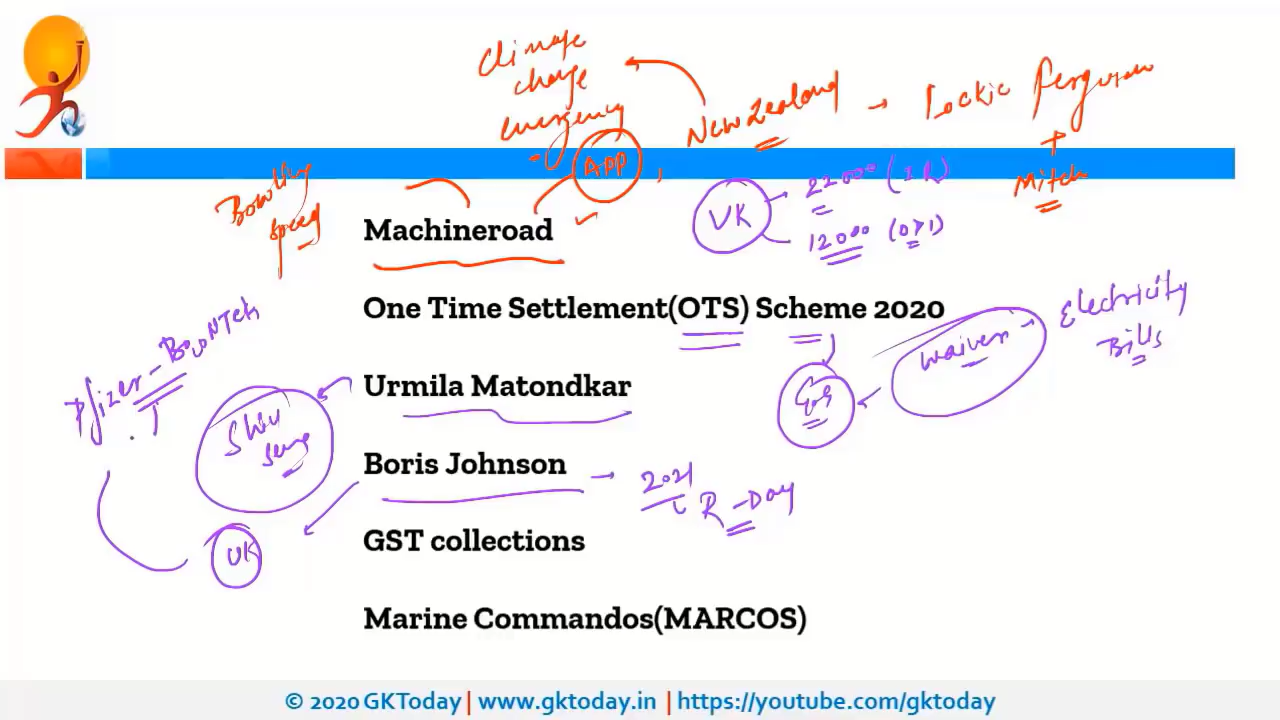 Climate
change
emergency
APP
New Zealand → Lockie Ferguson
+
Mitch
Bowling
speed
UK
22000 (I R)
12000 (OPI)
Machineroad
One Time Settlement(OTS) Scheme 2020
Pfizer - BioNTech
Electricity
Bills
waiver
Urmila Matondkar
Shiv
Sena
Boris Johnson
2021
R-Day
UK
GST collections
Marine Commandos(MARCOS)
© 2020 GKToday | www.gktoday.in | https://youtube.com/gktoday